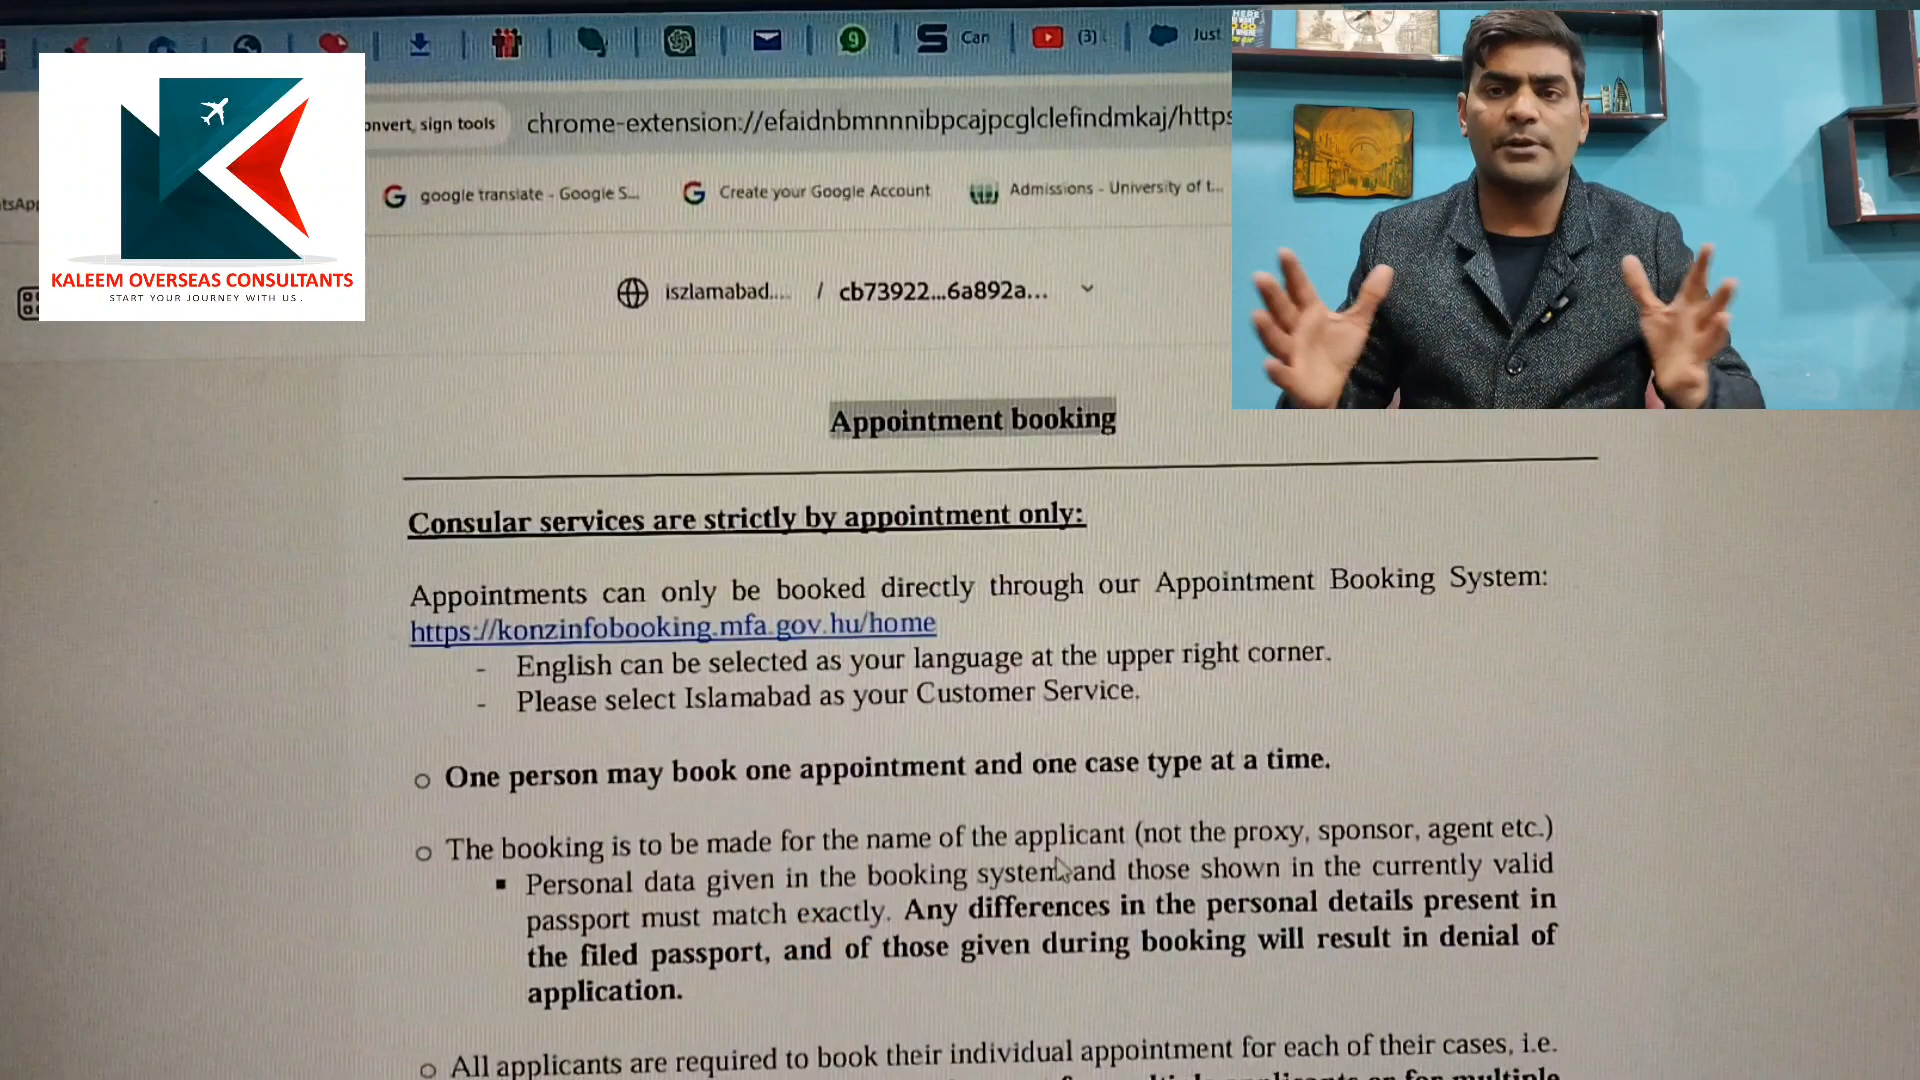 Can
(3)
Just
HERE
onvert, sign tools
chrome-extension://efaidnbmnnnibpcajpcglclefindmkaj/https
tsApp
google translate - Google S...
Create your Google Account
Admissions - University of t...
KALEEM OVERSEAS CONSULTANTS
START YOUR JOURNEY WITH US.
iszlamabad.... / cb73922...6a892a...
Appointment booking
Consular services are strictly by appointment only:
Appointments can only be booked directly through our Appointment Booking System:
https://konzinfobooking.mfa.gov.hu/home
- English can be selected as your language at the upper right corner.
- Please select Islamabad as your Customer Service.
o One person may book one appointment and one case type at a time.
o The booking is to be made for the name of the applicant (not the proxy, sponsor, agent etc.)
▪ Personal data given in the booking system and those shown in the currently valid
passport must match exactly. Any differences in the personal details present in
the filed passport, and of those given during booking will result in denial of
application.
o All applicants are required to book their individual appointment for each of their cases, i.e.